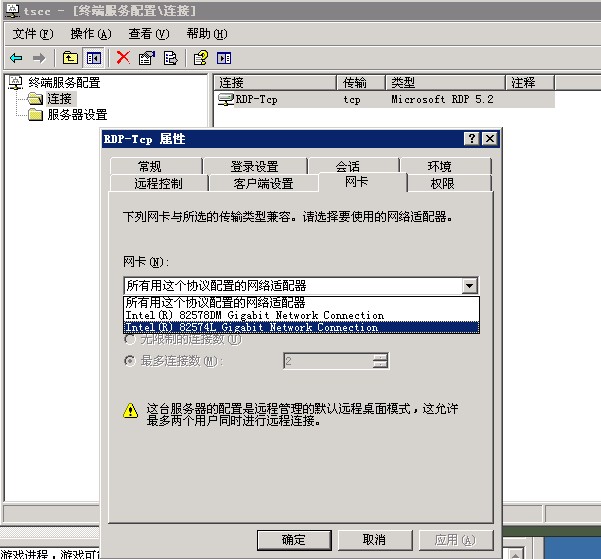 tscc - [终端服务配置\连接]
文件(F) 操作(A) 查看(V) 帮助(H)
终端服务配置
连接
服务器设置
连接 传输 类型 注释
RDP-Tcp tcp Microsoft RDP 5.2
RDP-Tcp 属性
常规 登录设置 会话 环境
远程控制 客户端设置 网卡 权限
下列网卡与所选的传输类型兼容。请选择要使用的网络适配器。
网卡(N):
所有用这个协议配置的网络适配器
所有用这个协议配置的网络适配器
Intel(R) 82578DM Gigabit Network Connection
Intel(R) 82574L Gigabit Network Connection
无限制的连接数(U)
最多连接数(M): 2
这台服务器的配置是远程管理的默认远程桌面模式，这允许
最多两个用户同时进行远程连接。
确定 取消 应用(A)
游戏进程，游戏可